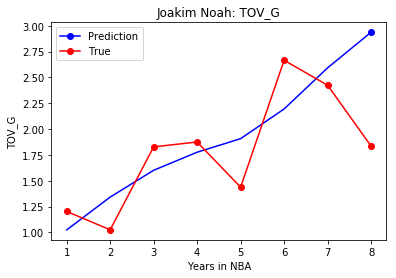 Joakim Noah: TOV_G
Prediction
True
3.00
2.75
2.50
2.25
2.00
1.75
1.50
1.25
1.00
TOV_G
1 2 3 4 5 6 7 8
Years in NBA